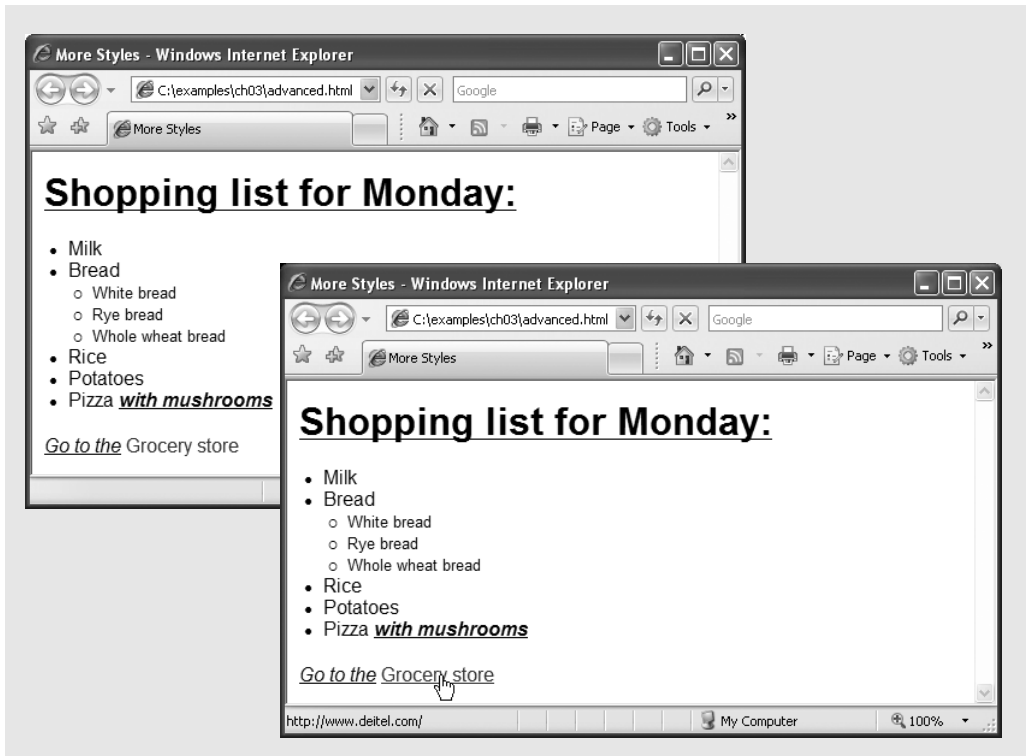 More Styles - Windows Internet Explorer
C:\examples\ch03\advanced.html
Google
More Styles
Page
Tools
»
Shopping list for Monday:
• Milk
• Bread
○ White bread
○ Rye bread
○ Whole wheat bread
• Rice
• Potatoes
• Pizza with mushrooms
Go to the Grocery store
More Styles - Windows Internet Explorer
C:\examples\ch03\advanced.html
Google
More Styles
Page
Tools
»
Shopping list for Monday:
• Milk
• Bread
○ White bread
○ Rye bread
○ Whole wheat bread
• Rice
• Potatoes
• Pizza with mushrooms
Go to the Grocery store
http://www.deitel.com/
My Computer
100%